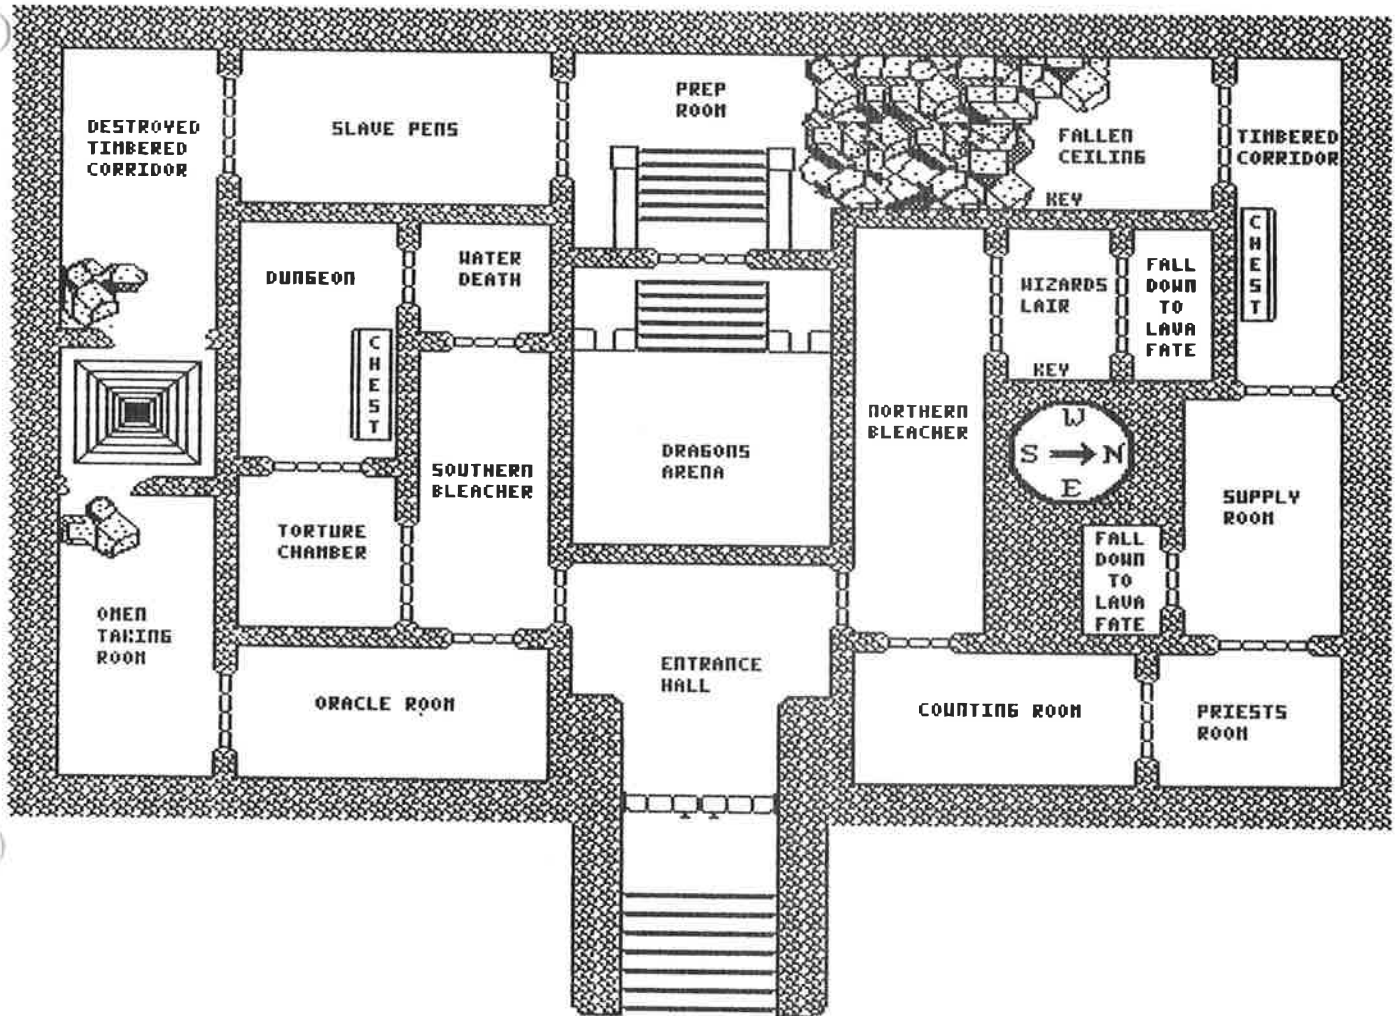 DESTROYED
TIMBERED
CORRIDOR
SLAVE PENS
PREP
ROOM
FALLEN
CEILING
KEY
TIMBERED
CORRIDOR
CHEST
DUNGEON
WATER
DEATH
CHEST
WIZARDS
LAIR
KEY
FALL
DOWN
TO
LAVA
FATE
NORTHERN
BLEACHER
DRAGONS
ARENA
SOUTHERN
BLEACHER
W
S N
E
SUPPLY
ROOM
TORTURE
CHAMBER
FALL
DOWN
TO
LAVA
FATE
OMEN
TAKING
ROOM
ORACLE ROOM
ENTRANCE
HALL
COUNTING ROOM
PRIESTS
ROOM